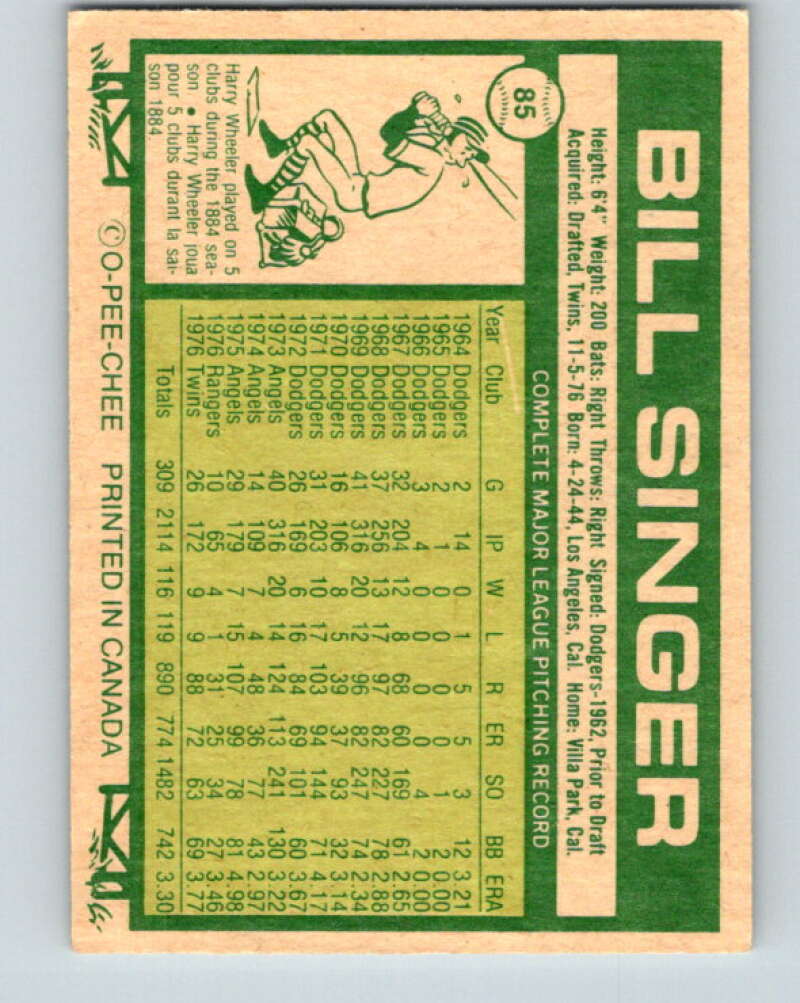 BILL SINGER
85
Height: 6'4" Weight: 200 Bats: Right Throws: Right Signed: Dodgers-1962, Prior to Draft
Acquired: Drafted, Twins, 11-5-76 Born: 4-24-44, Los Angeles, Cal. Home: Villa Park, Cal.
COMPLETE MAJOR LEAGUE PITCHING RECORD
Year Club G IP W L R ER SO BB ERA
1964 Dodgers 2 14 0 1 5 5 3 12 3.21
1965 Dodgers 2 1 0 0 0 0 1 2 0.00
1966 Dodgers 3 4 0 0 0 0 4 2 0.00
1967 Dodgers 32 204 12 8 68 60 169 61 2.65
1968 Dodgers 37 256 13 17 97 82 227 78 2.88
1969 Dodgers 41 316 20 12 96 82 247 74 2.34
1970 Dodgers 16 106 8 5 39 37 93 32 3.14
1971 Dodgers 31 203 10 17 103 94 144 71 4.17
1972 Dodgers 26 169 6 16 84 69 101 60 3.67
1973 Angels 40 316 20 14 124 113 241 130 3.22
1974 Angels 14 109 7 4 48 36 77 43 2.97
1975 Angels 29 179 7 15 107 99 78 81 4.98
1976 Rangers 10 65 4 1 31 25 34 27 3.46
1976 Twins 26 172 9 9 88 72 63 69 3.77
Totals 309 2114 116 119 890 774 1482 742 3.30
Harry Wheeler played on 5
clubs during the 1884 sea-
son • Harry Wheeler joua
pour 5 clubs durant la sai-
son 1884.
©O-PEE-CHEE PRINTED IN CANADA